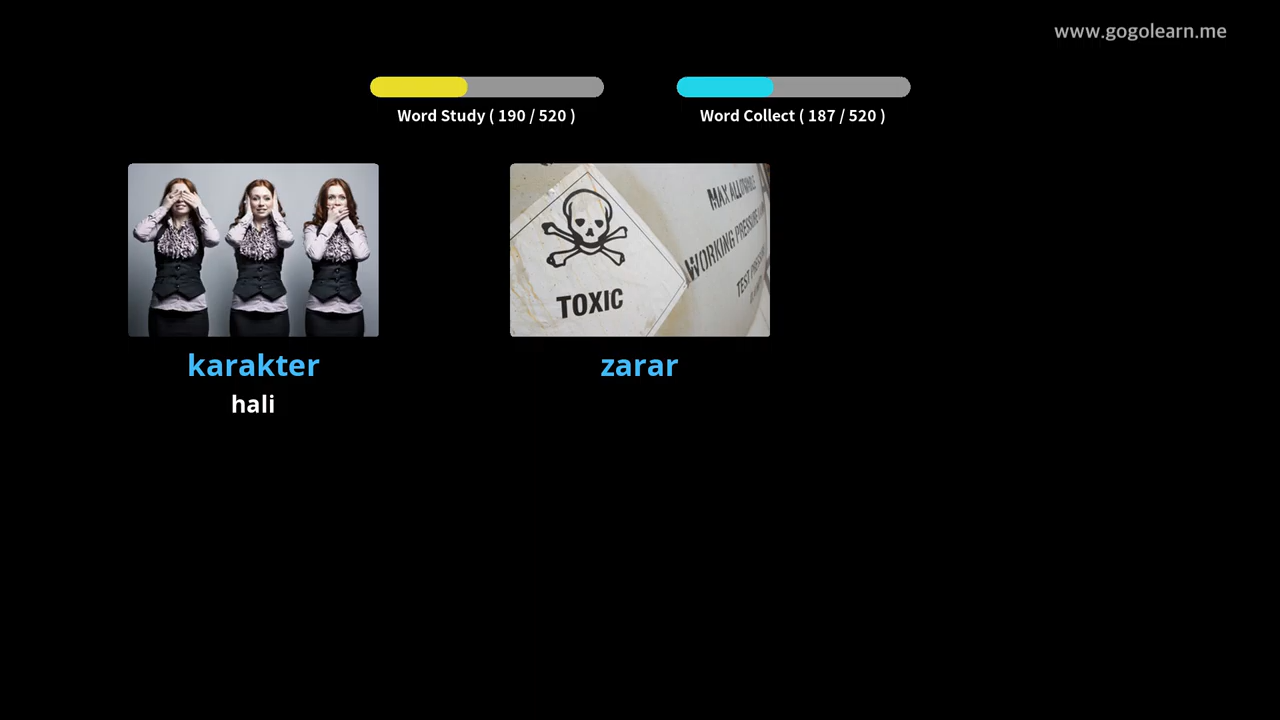 www.gogolearn.me
Word Study ( 190 / 520 )
Word Collect ( 187 / 520 )
MAX ALLOWABLE
WORKING PRESSURE
TEST
TOXIC
karakter
zarar
hali